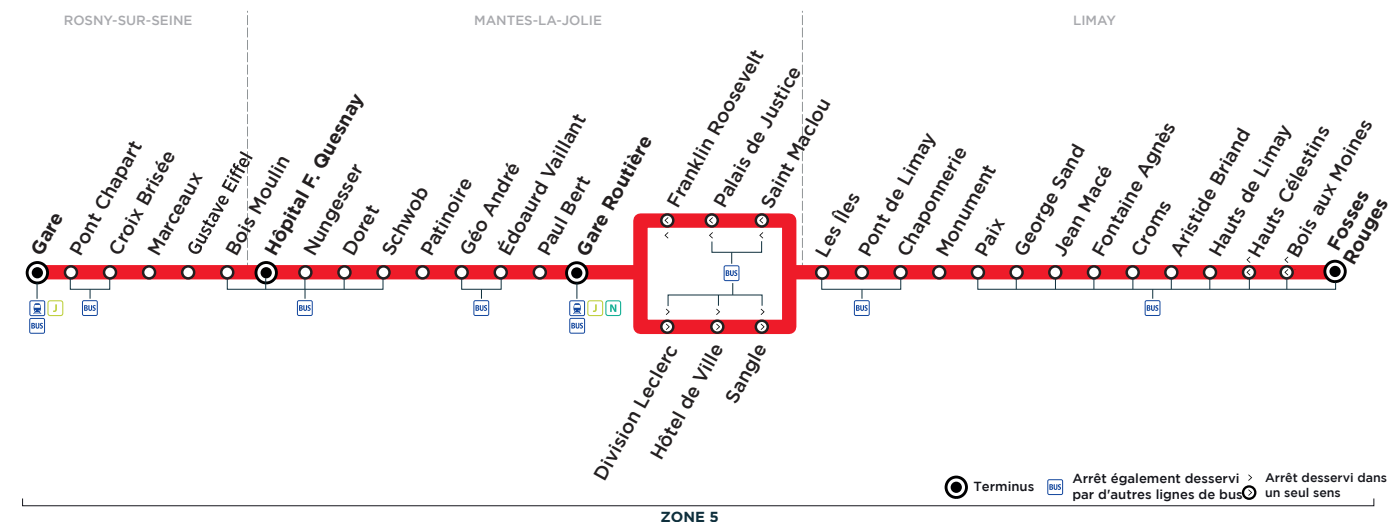 ROSNY-SUR-SEINE
MANTES-LA-JOLIE
LIMAY
Gare
Pont Chapart
Croix Brisée
Marceaux
Gustave Eiffel
Bois Moulin
Hôpital F. Quesnay
Nungesser
Doret
Schwob
Patinoire
Géo André
Édoaurd Vaillant
Paul Bert
Gare Routière
Franklin Roosevelt
Palais de Justice
Saint Maclou
Division Leclerc
Hôtel de Ville
Sangle
Les Îles
Pont de Limay
Chaponnerie
Monument
Paix
George Sand
Jean Macé
Fontaine Agnès
Croms
Aristide Briand
Hauts de Limay
Hauts Célestins
Bois aux Moines
Fosses
Rouges
J
BUS
BUS
BUS
BUS
J
N
BUS
BUS
BUS
BUS
Terminus
BUS
Arrêt également desservi
par d'autres lignes de bus
Arrêt desservi dans
un seul sens
ZONE 5